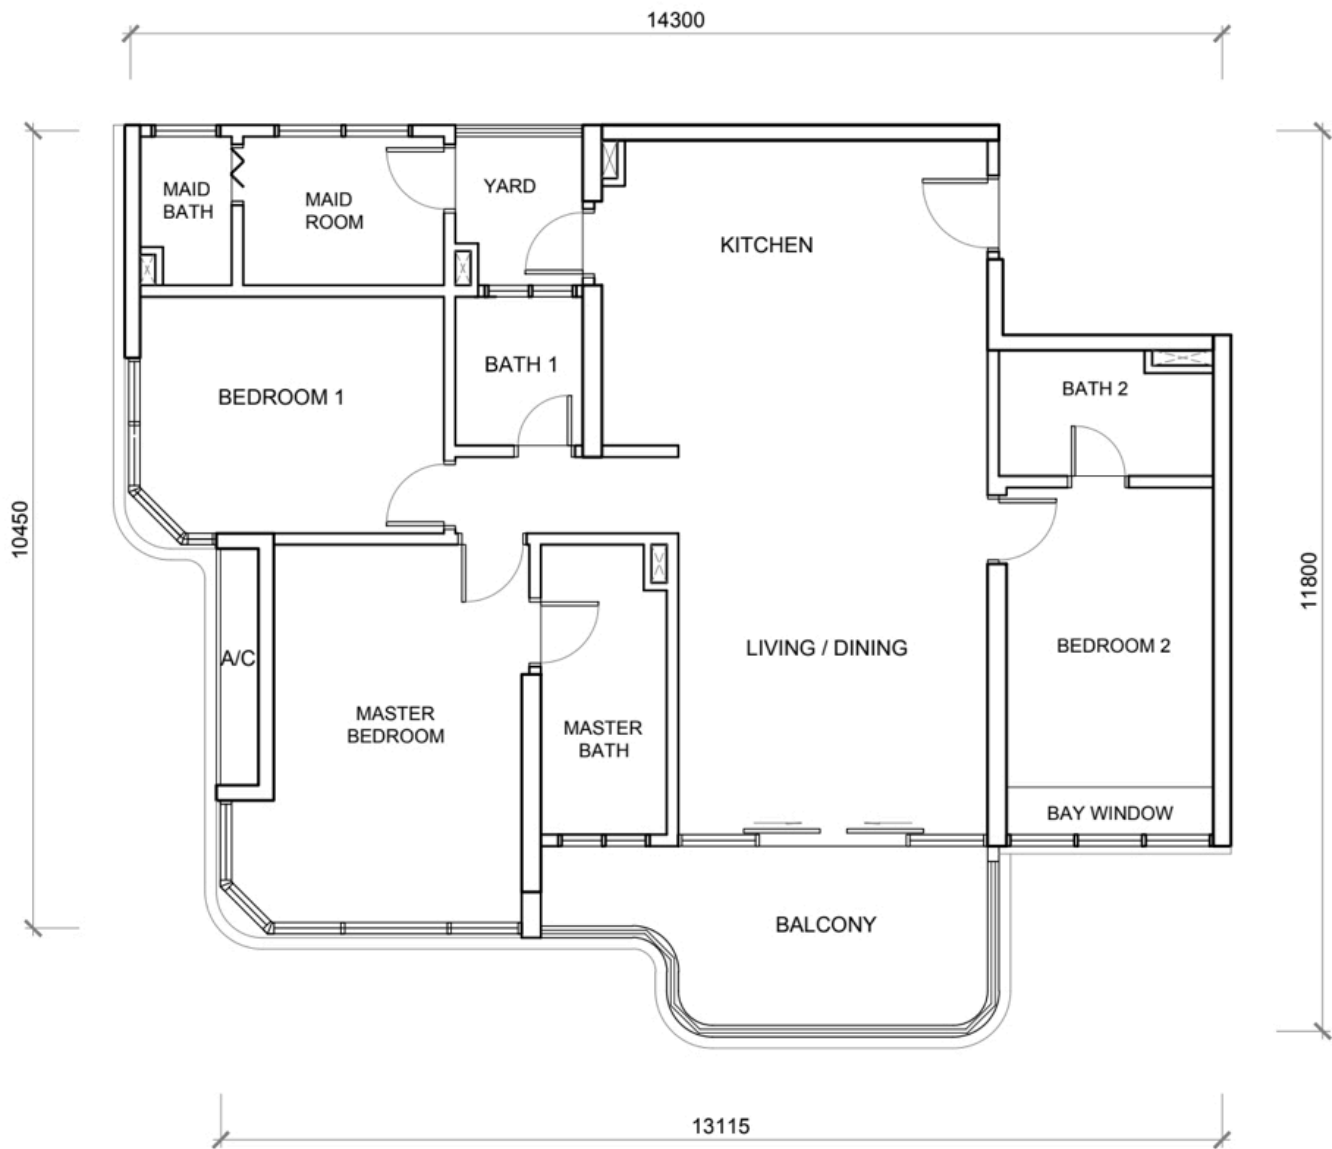 14300
MAID
BATH
MAID
ROOM
YARD
KITCHEN
BATH 1
BATH 2
BEDROOM 1
10450
11800
A/C
LIVING / DINING
BEDROOM 2
MASTER
BEDROOM
MASTER
BATH
BAY WINDOW
BALCONY
13115